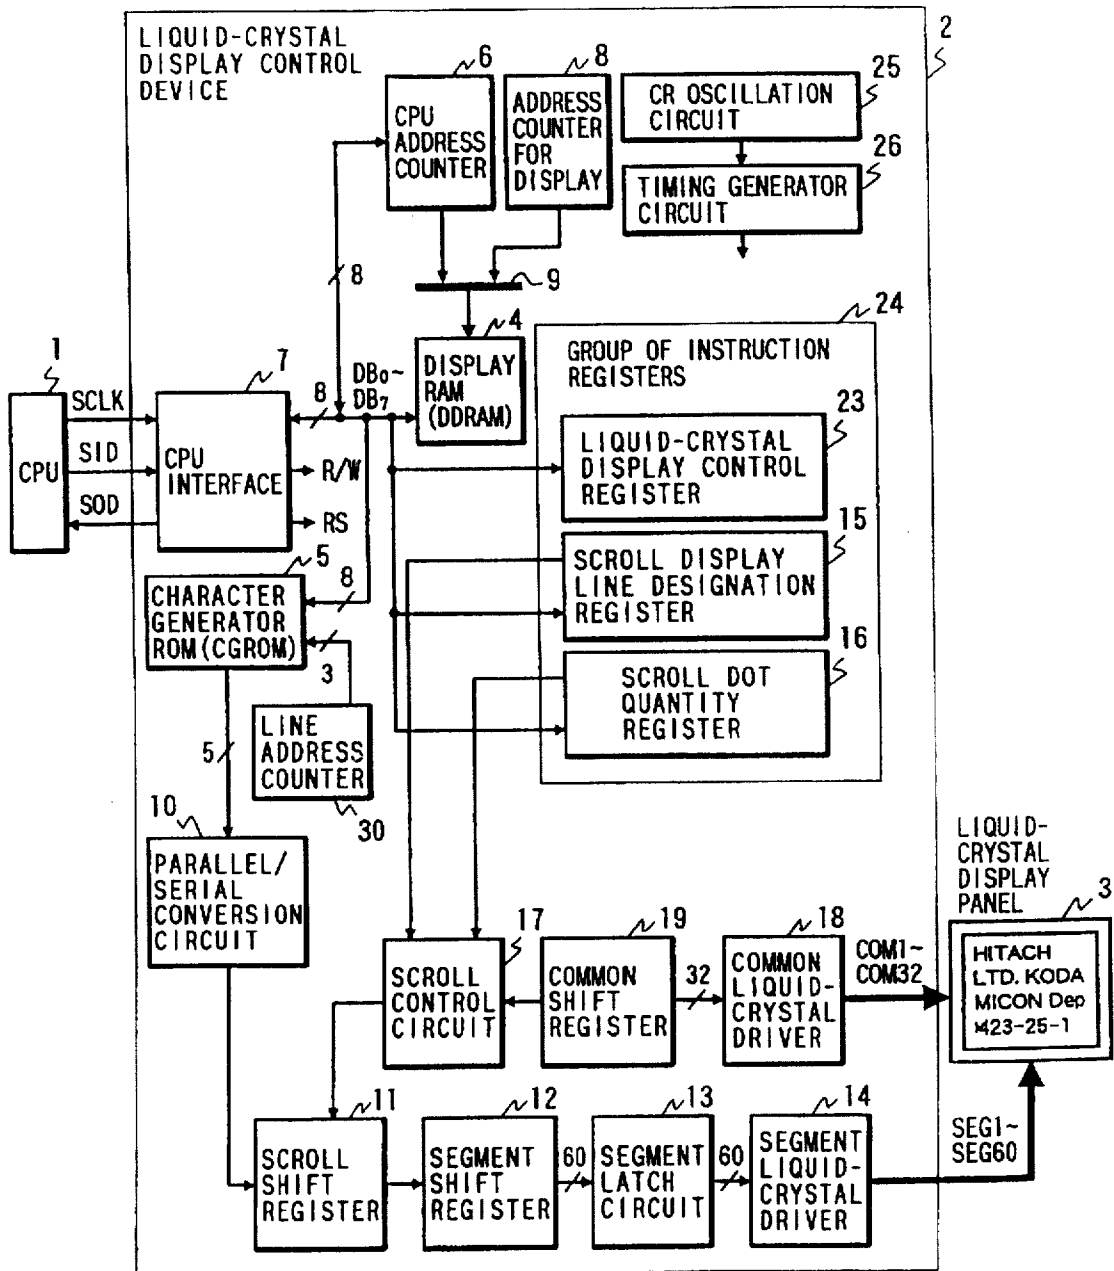 2
LIQUID-CRYSTAL
DISPLAY CONTROL
DEVICE
6
CPU
ADDRESS
COUNTER
8
ADDRESS
COUNTER
FOR
DISPLAY
25
CR OSCILLATION
CIRCUIT
26
TIMING GENERATOR
CIRCUIT
8
9
4
DISPLAY
RAM
(DDRAM)
24
GROUP OF INSTRUCTION
REGISTERS
1
CPU
SCLK
SID
SOD
7
CPU
INTERFACE
8
DB0~
DB7
R/W
RS
23
LIQUID-CRYSTAL
DISPLAY CONTROL
REGISTER
15
SCROLL DISPLAY
LINE DESIGNATION
REGISTER
16
SCROLL DOT
QUANTITY
REGISTER
5
CHARACTER
GENERATOR
ROM(CGROM)
8
3
LINE
ADDRESS
COUNTER
30
5
10
PARALLEL/
SERIAL
CONVERSION
CIRCUIT
17
SCROLL
CONTROL
CIRCUIT
19
COMMON
SHIFT
REGISTER
32
18
COMMON
LIQUID-
CRYSTAL
DRIVER
COM1~
COM32
LIQUID-
CRYSTAL
DISPLAY
PANEL
3
HITACH
LTD. KODA
MICON Dep
423-25-1
11
SCROLL
SHIFT
REGISTER
12
SEGMENT
SHIFT
REGISTER
60
13
SEGMENT
LATCH
CIRCUIT
60
14
SEGMENT
LIQUID-
CRYSTAL
DRIVER
SEG1~
SEG60